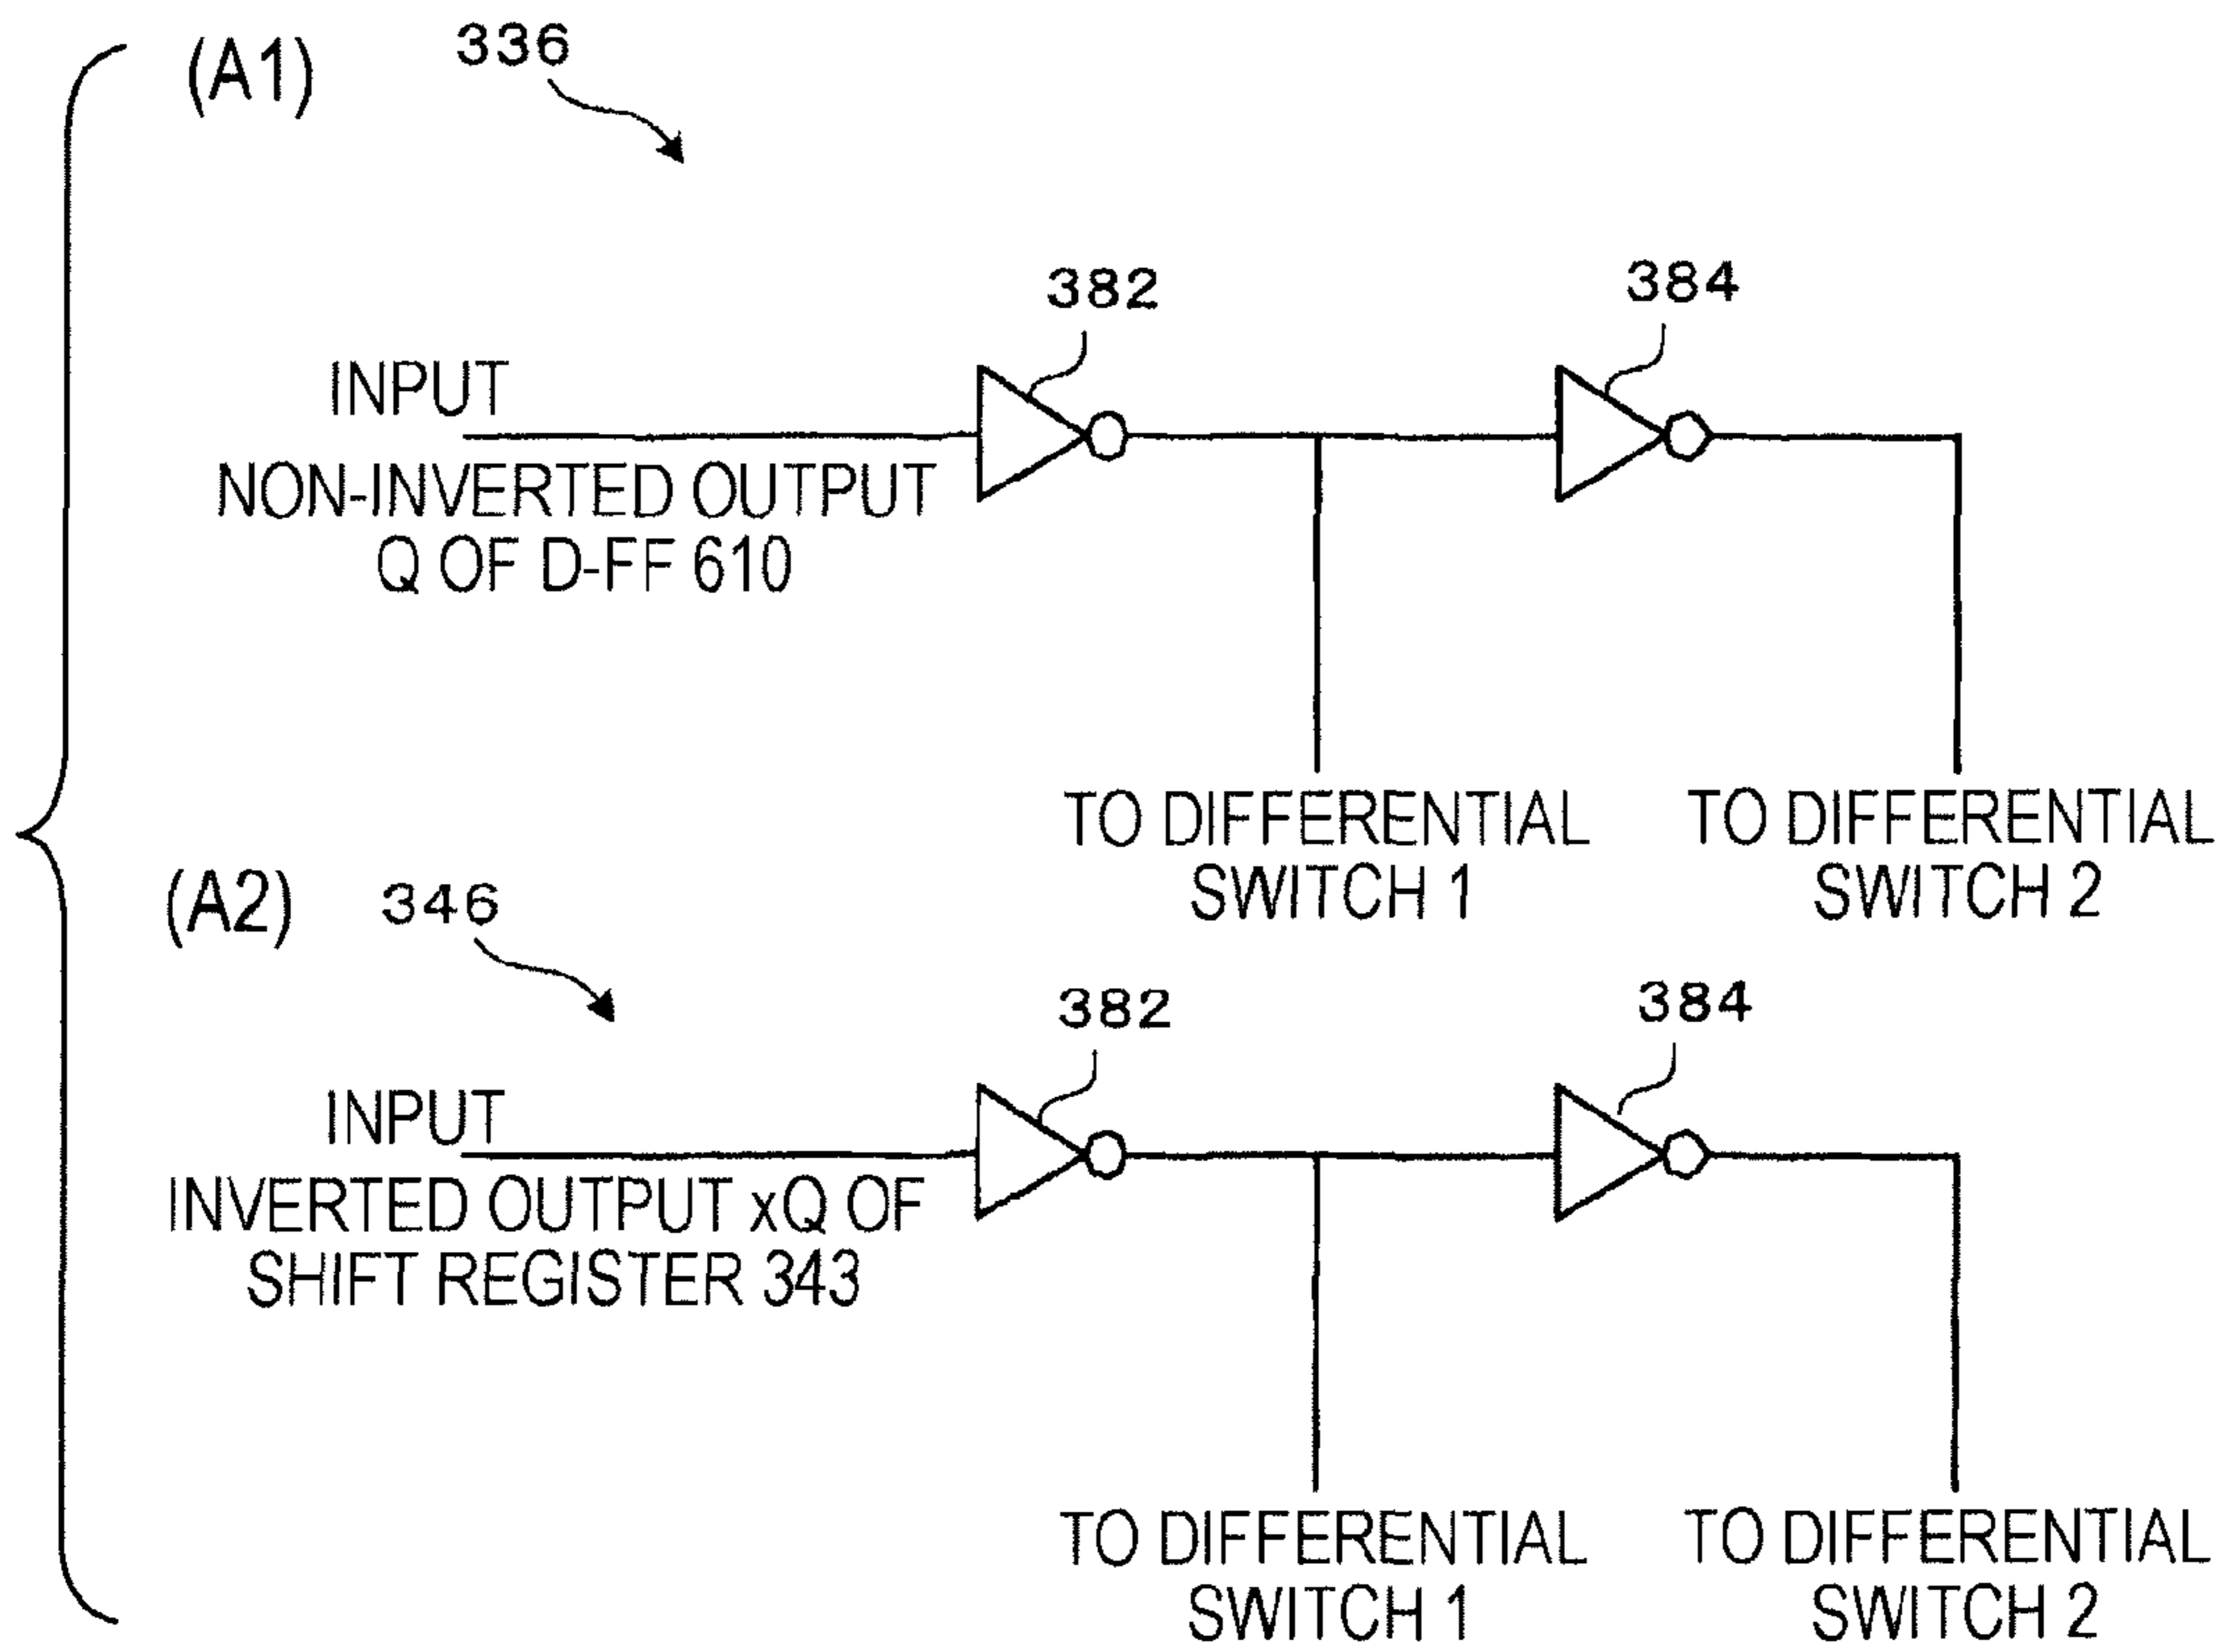 (A1)
336
382
384
INPUT
NON-INVERTED OUTPUT
Q OF D-FF 610
TO DIFFERENTIAL
SWITCH 1
TO DIFFERENTIAL
SWITCH 2
(A2)
346
382
384
INPUT
INVERTED OUTPUT xQ OF
SHIFT REGISTER 343
TO DIFFERENTIAL
SWITCH 1
TO DIFFERENTIAL
SWITCH 2